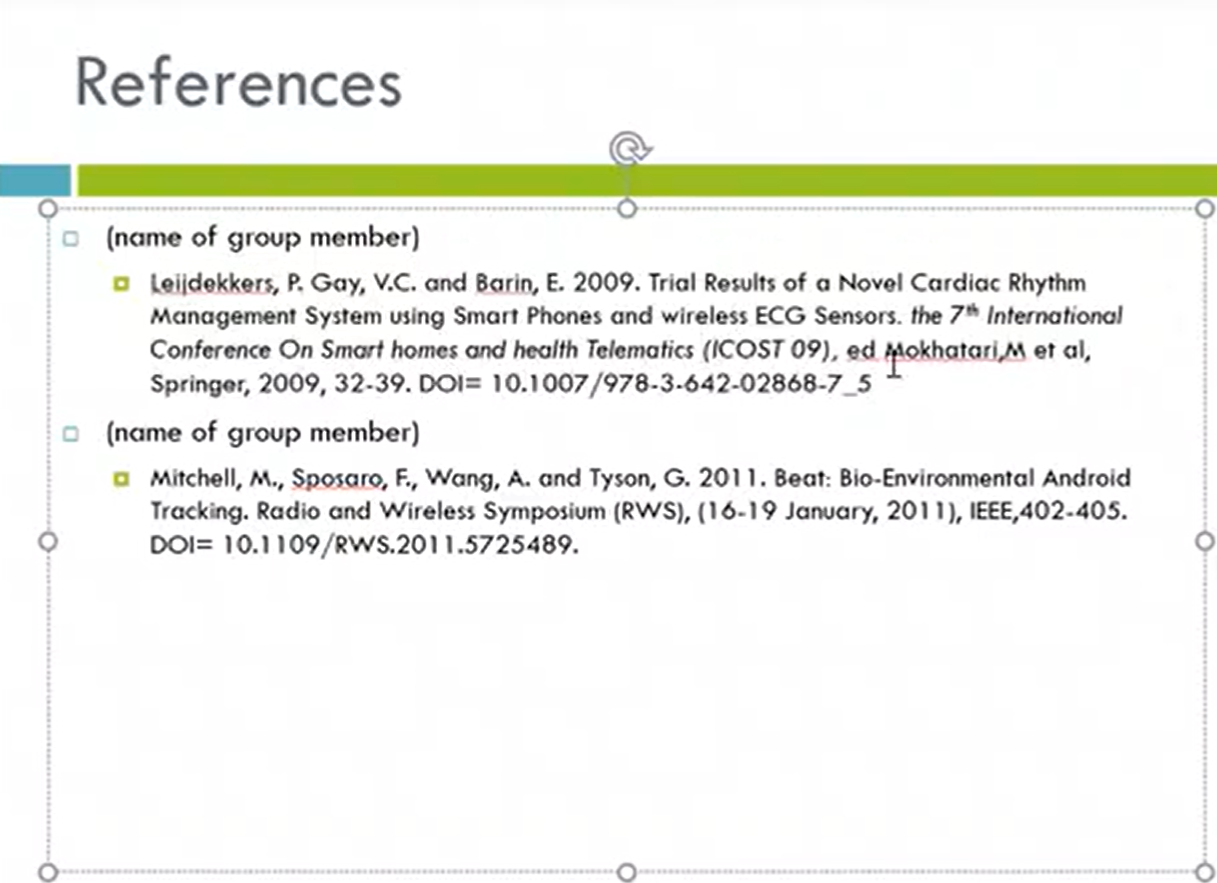 References
(name of group member)
Leijdekkers, P. Gay, V.C. and Barin, E. 2009. Trial Results of a Novel Cardiac Rhythm
Management System using Smart Phones and wireless ECG Sensors. the 7th International
Conference On Smart homes and health Telematics (ICOST 09), ed Mokhatari,M et al,
Springer, 2009, 32-39. DOI= 10.1007/978-3-642-02868-7_5
(name of group member)
Mitchell, M., Sposaro, F., Wang, A. and Tyson, G. 2011. Beat: Bio-Environmental Android
Tracking. Radio and Wireless Symposium (RWS), (16-19 January, 2011), IEEE,402-405.
DOI= 10.1109/RWS.2011.5725489.